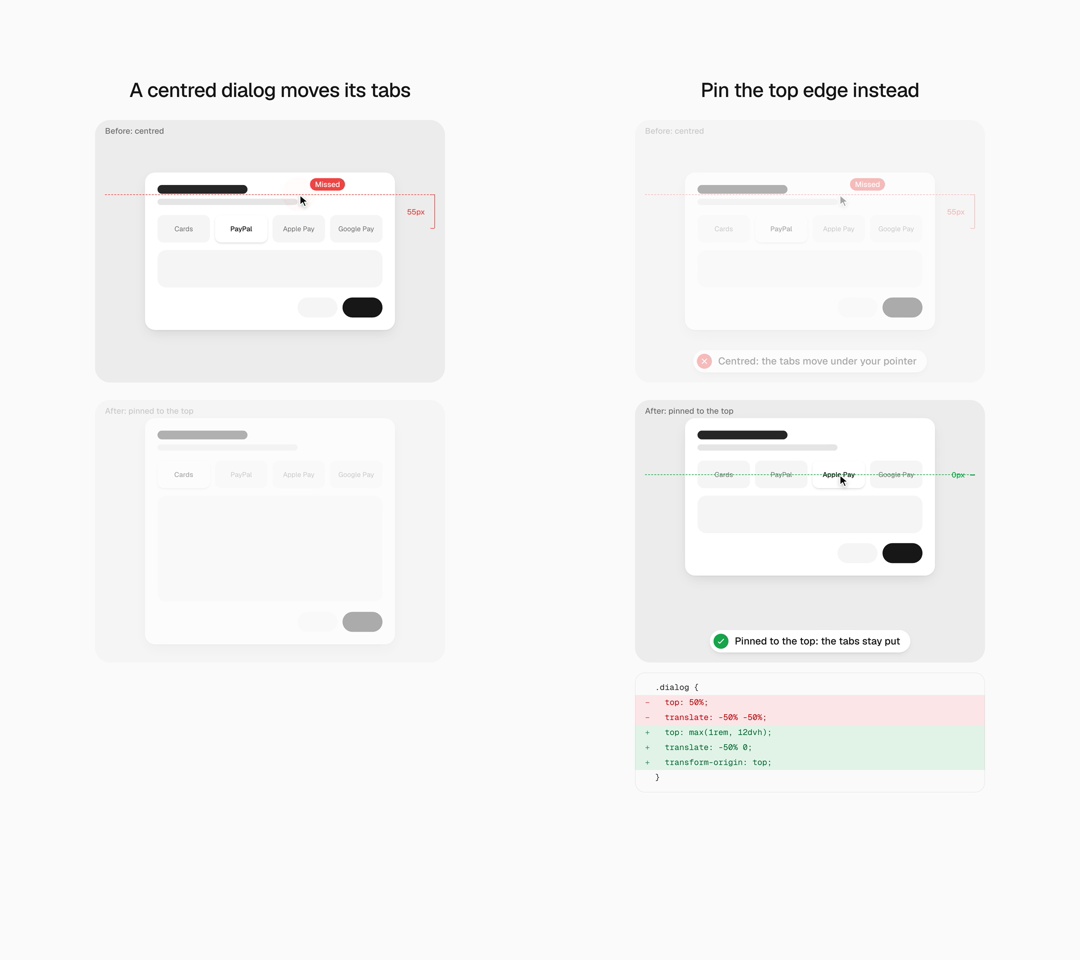 A centred dialog moves its tabs
Before: centred
Missed
55px
Cards PayPal Apple Pay Google Pay
After: pinned to the top
Cards PayPal Apple Pay Google Pay
Pin the top edge instead
Before: centred
Missed
55px
Cards PayPal Apple Pay Google Pay
Centred: the tabs move under your pointer
After: pinned to the top
Cards PayPal Apple Pay Google Pay 0px
Pinned to the top: the tabs stay put
.dialog {
- top: 50%;
- translate: -50% -50%;
+ top: max(1rem, 12dvh);
+ translate: -50% 0;
+ transform-origin: top;
}